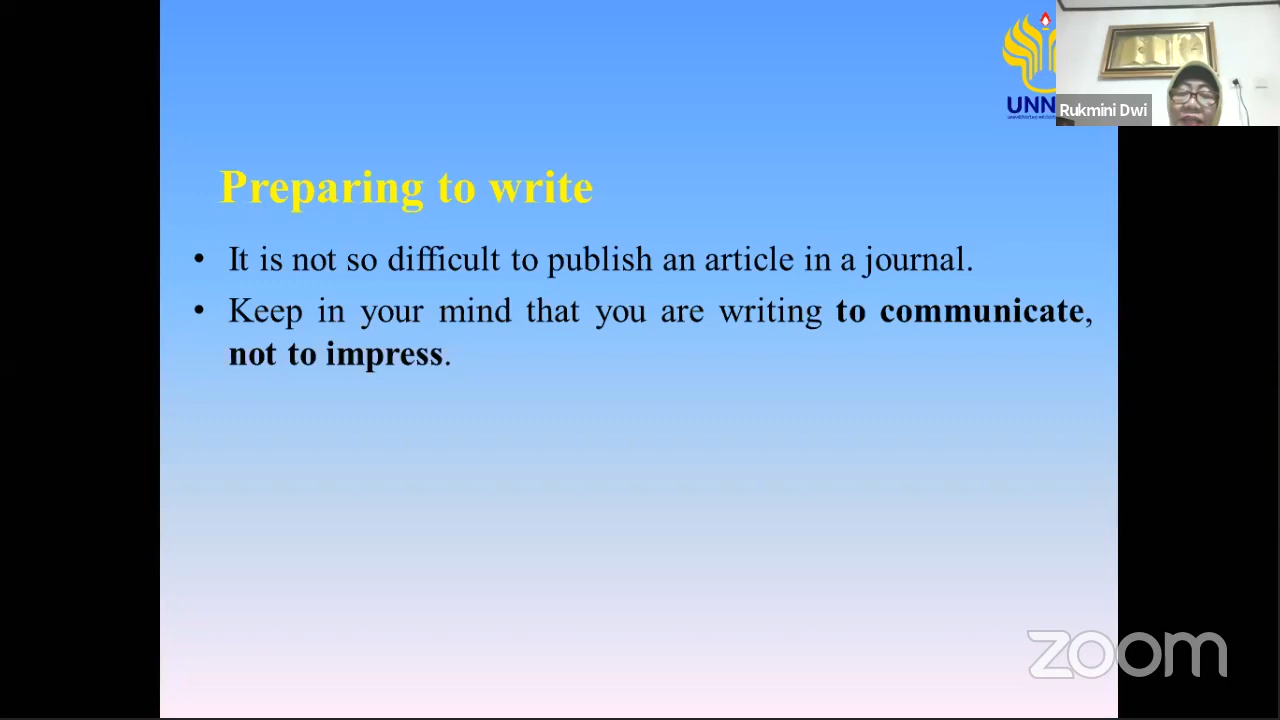 UNN
Rukmini Dwi
Preparing to write
• It is not so difficult to publish an article in a journal.
• Keep in your mind that you are writing to communicate,
not to impress.
zoom